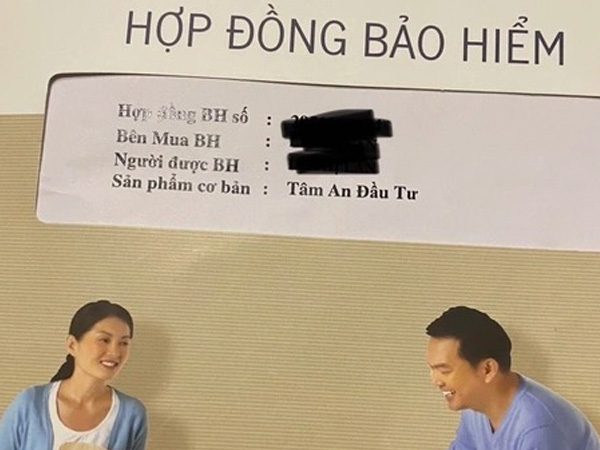 HỢP ĐỒNG BẢO HIỂM
Hợp đồng BH số :
Bên Mua BH :
Người được BH :
Sản phẩm cơ bản : Tâm An Đầu Tư